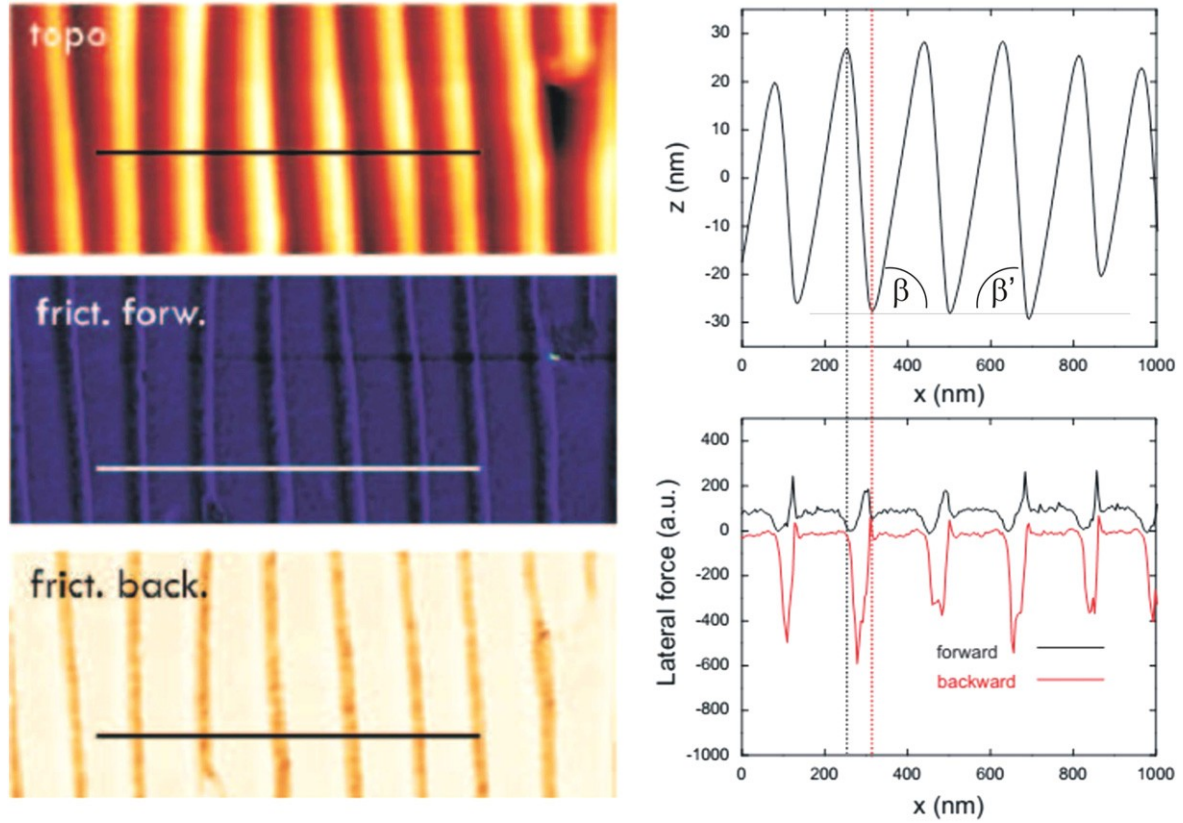 topo
frict. forw.
frict. back.
30
20
10
0
-10
-20
-30
z (nm)
β
β’
0 200 400 600 800 1000
x (nm)
400
200
0
-200
-400
-600
-800
-1000
Lateral force (a.u.)
forward
backward
0 200 400 600 800 1000
x (nm)